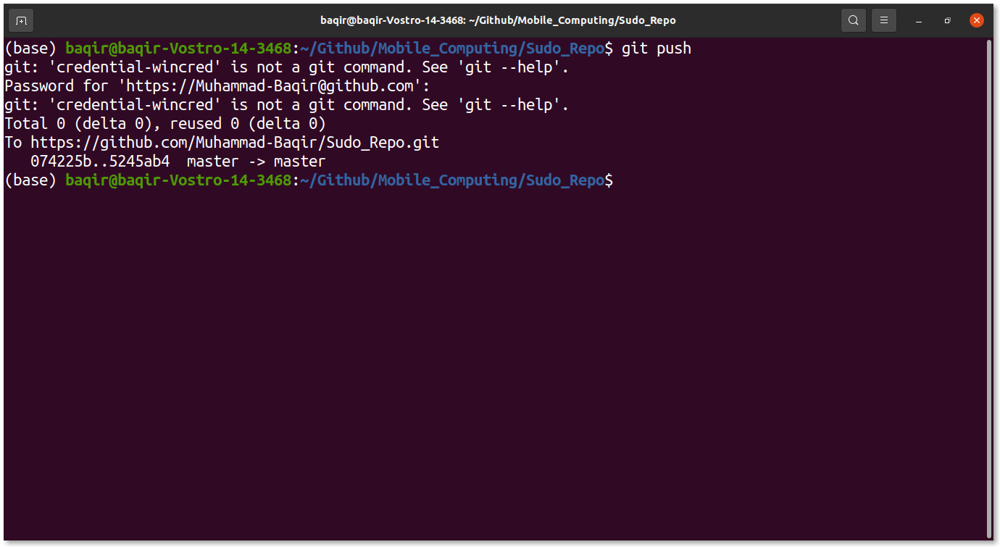 baqir@baqir-Vostro-14-3468: ~/Github/Mobile_Computing/Sudo_Repo
(base) baqir@baqir-Vostro-14-3468:~/Github/Mobile_Computing/Sudo_Repo$ git push
git: 'credential-wincred' is not a git command. See 'git --help'.
Password for 'https://Muhammad-Baqir@github.com':
git: 'credential-wincred' is not a git command. See 'git --help'.
Total 0 (delta 0), reused 0 (delta 0)
To https://github.com/Muhammad-Baqir/Sudo_Repo.git
   074225b..5245ab4  master -> master
(base) baqir@baqir-Vostro-14-3468:~/Github/Mobile_Computing/Sudo_Repo$